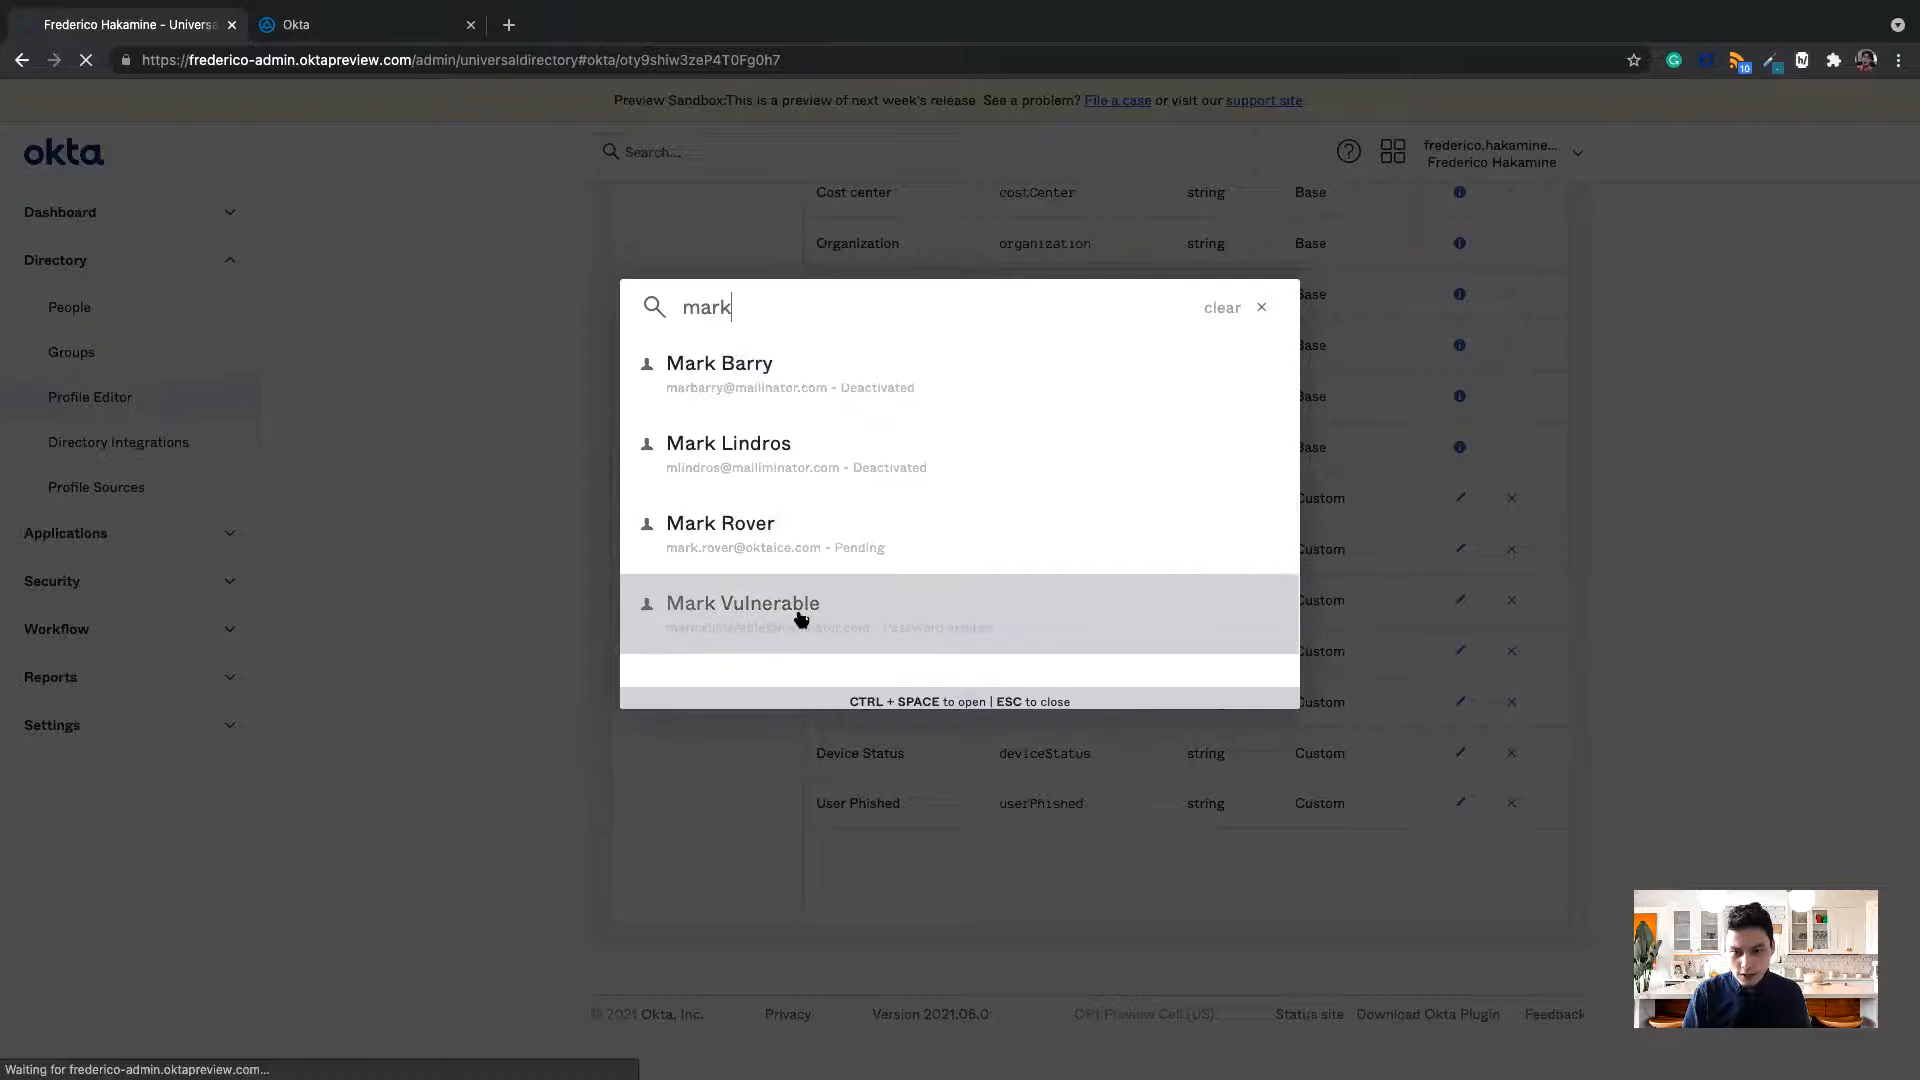 Frederico Hakamine - Universa
Okta
https://frederico-admin.oktapreview.com/admin/universaldirectory#okta/oty9shiw3zeP4T0Fg0h7
10
Preview Sandbox:This is a preview of next week's release See a problem? File a case or visit our support site.
okta
Search...
frederico.hakamine...
Frederico Hakamine
Dashboard
Directory
People
Groups
Profile Editor
Directory Integrations
Profile Sources
Applications
Security
Workflow
Reports
Settings
Cost center costCenter string Base
Organization organization string Base
Base
Base
Base
Base
Custom
Custom
Custom
Custom
Custom
Device Status deviceStatus string Custom
User Phished userPhished string Custom
mark
clear
Mark Barry
marbarry@mailinator.com - Deactivated
Mark Lindros
mlindros@mailiminator.com - Deactivated
Mark Rover
mark.rover@oktaice.com - Pending
Mark Vulnerable
CTRL + SPACE to open | ESC to close
© 2021 Okta, Inc. Privacy Version 2021.06.0 OP1 Preview Cell (US) Status site Download Okta Plugin Feedback
Waiting for frederico-admin.oktapreview.com...